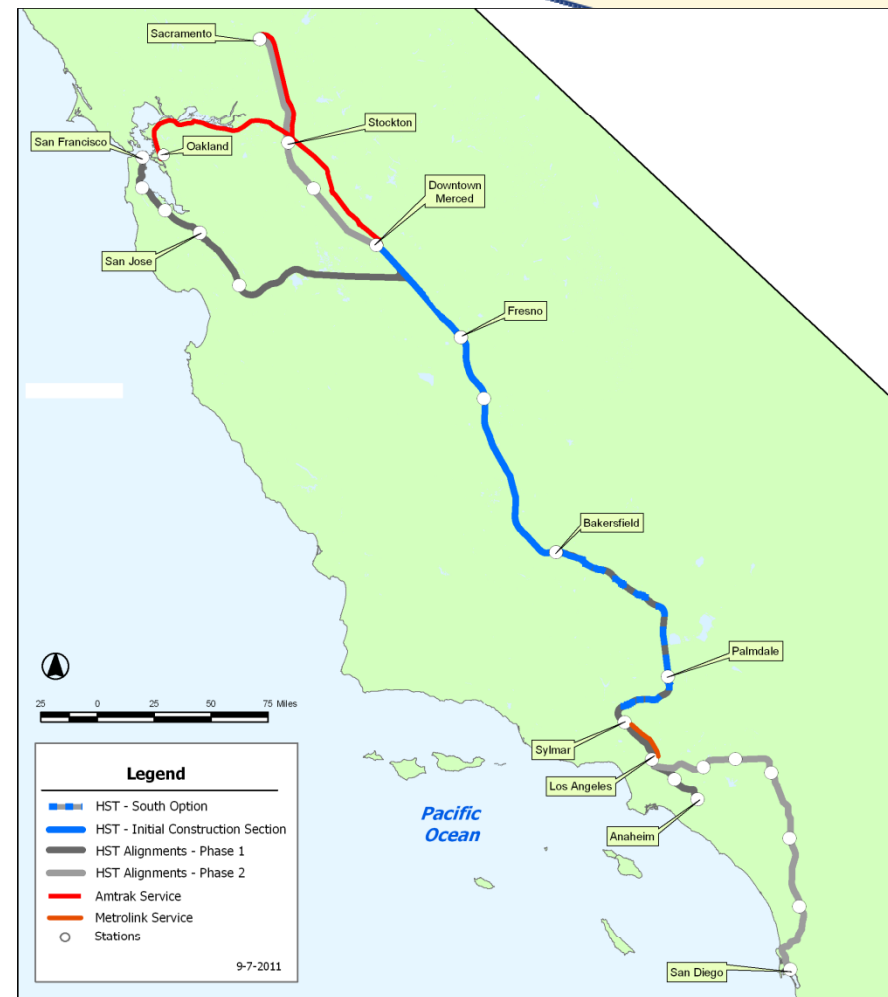 Sacramento
Stockton
San Francisco
Oakland
Downtown
Merced
San Jose
Fresno
Bakersfield
Palmdale
25 0 25 50 75 Miles
Sylmar
Los Angeles
Legend
HST - South Option
HST - Initial Construction Section
HST Alignments - Phase 1
HST Alignments - Phase 2
Amtrak Service
Metrolink Service
Stations
9-7-2011
Pacific
Ocean
Anaheim
San Diego